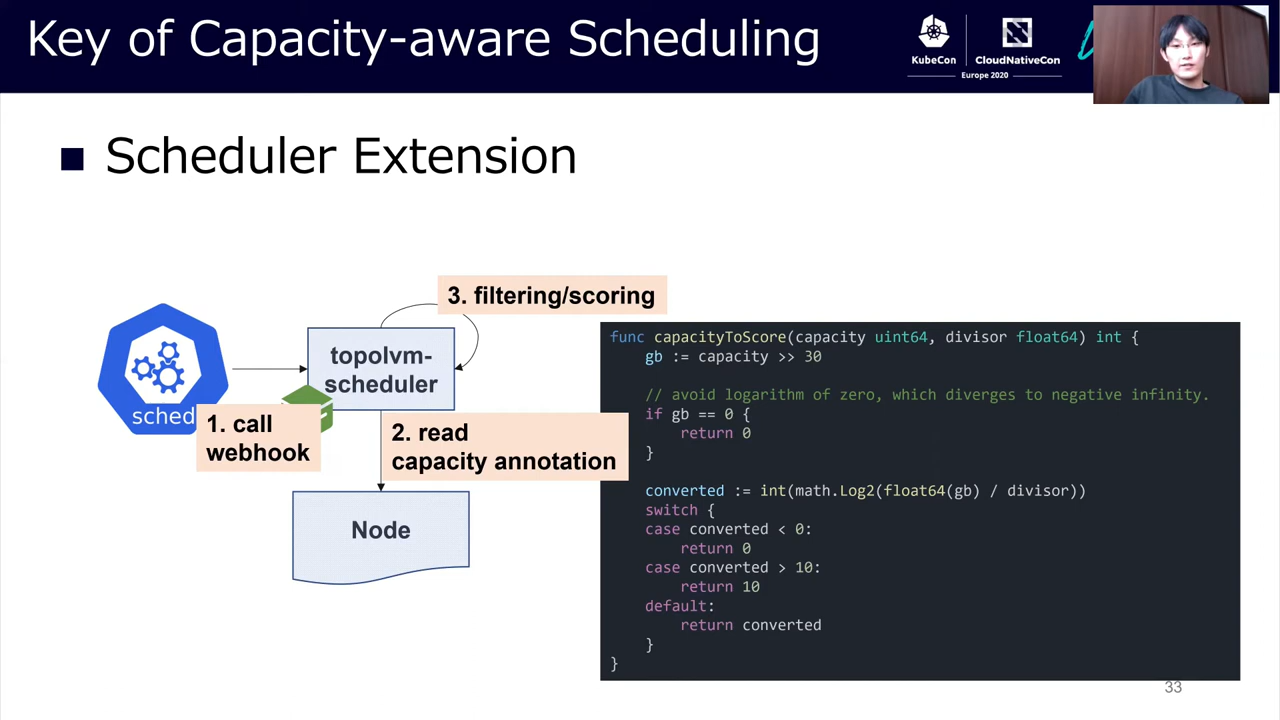 Key of Capacity-aware Scheduling
KubeCon
CloudNativeCon
Europe 2020
■ Scheduler Extension
3. filtering/scoring
topolvm-
scheduler
sched
1. call
webhook
2. read
capacity annotation
Node
func capacityToScore(capacity uint64, divisor float64) int {
    gb := capacity >> 30
    // avoid logarithm of zero, which diverges to negative infinity.
    if gb == 0 {
        return 0
    }
    converted := int(math.Log2(float64(gb) / divisor))
    switch {
    case converted < 0:
        return 0
    case converted > 10:
        return 10
    default:
        return converted
    }
}
33